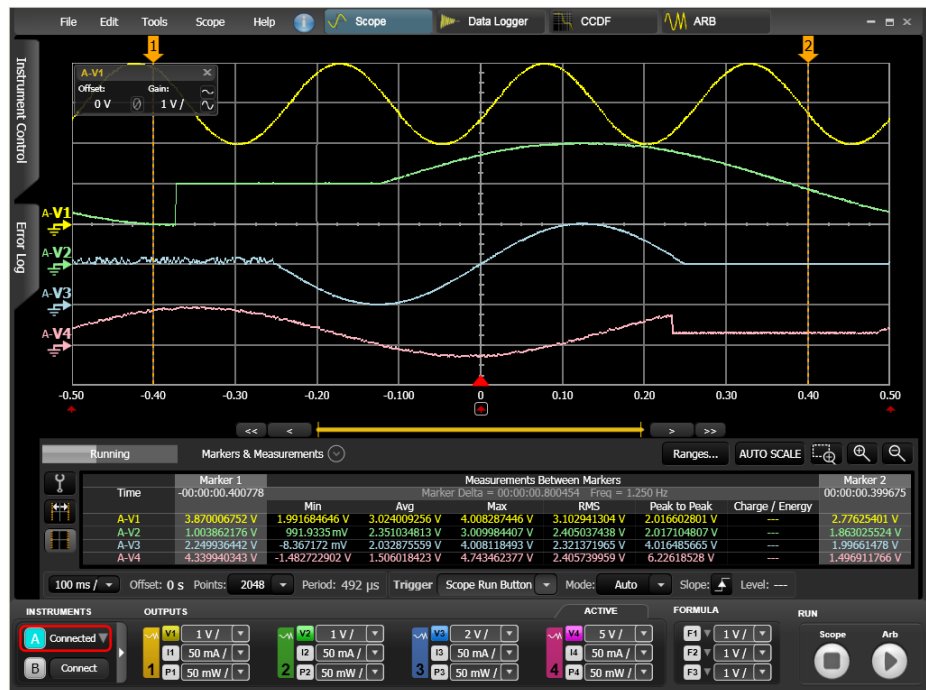 File Edit Tools Scope Help i Scope Data Logger CCDF ARB
1 2
Instrument Control
Error Log
A-V1
Offset: Gain:
0 V 1 V /
A-V1
A-V2
A-V3
A-V4
-0.50 -0.40 -0.30 -0.20 -0.100 0 0.10 0.20 0.30 0.40 0.50
<< < > >>
Running Markers & Measurements Ranges... AUTO SCALE
Marker 1 Measurements Between Markers Marker 2
Time -00:00:00.400778 Marker Delta = 00:00:00.800454 Freq = 1.250 Hz 00:00:00.399675
Min Avg Max RMS Peak to Peak Charge / Energy
A-V1 3.870006752 V 1.991684646 V 3.024009256 V 4.008287446 V 3.102941304 V 2.016602801 V --- 2.77625401 V
A-V2 1.003862176 V 991.9335 mV 2.351034813 V 3.009984407 V 2.405037438 V 2.017104807 V --- 1.863025524 V
A-V3 2.249936442 V -8.367172 mV 2.032875559 V 4.008118493 V 2.321371965 V 4.016485665 V --- 1.99661478 V
A-V4 4.339940343 V -1.482722902 V 1.506018423 V 4.743462377 V 2.405739959 V 6.22618528 V --- 1.496911766 V
100 ms / Offset: 0 s Points: 2048 Period: 492 µs Trigger Scope Run Button Mode: Auto Slope: Level: ---
INSTRUMENTS OUTPUTS ACTIVE FORMULA RUN
A Connected V1 1 V / V2 1 V / V3 2 V / V4 5 V / F1 1 V / Scope Arb
I1 50 mA / I2 50 mA / I3 50 mA / I4 50 mA / F2 1 V /
B Connect 1 P1 50 mW / 2 P2 50 mW / 3 P3 50 mW / 4 P4 50 mW / F3 1 V /